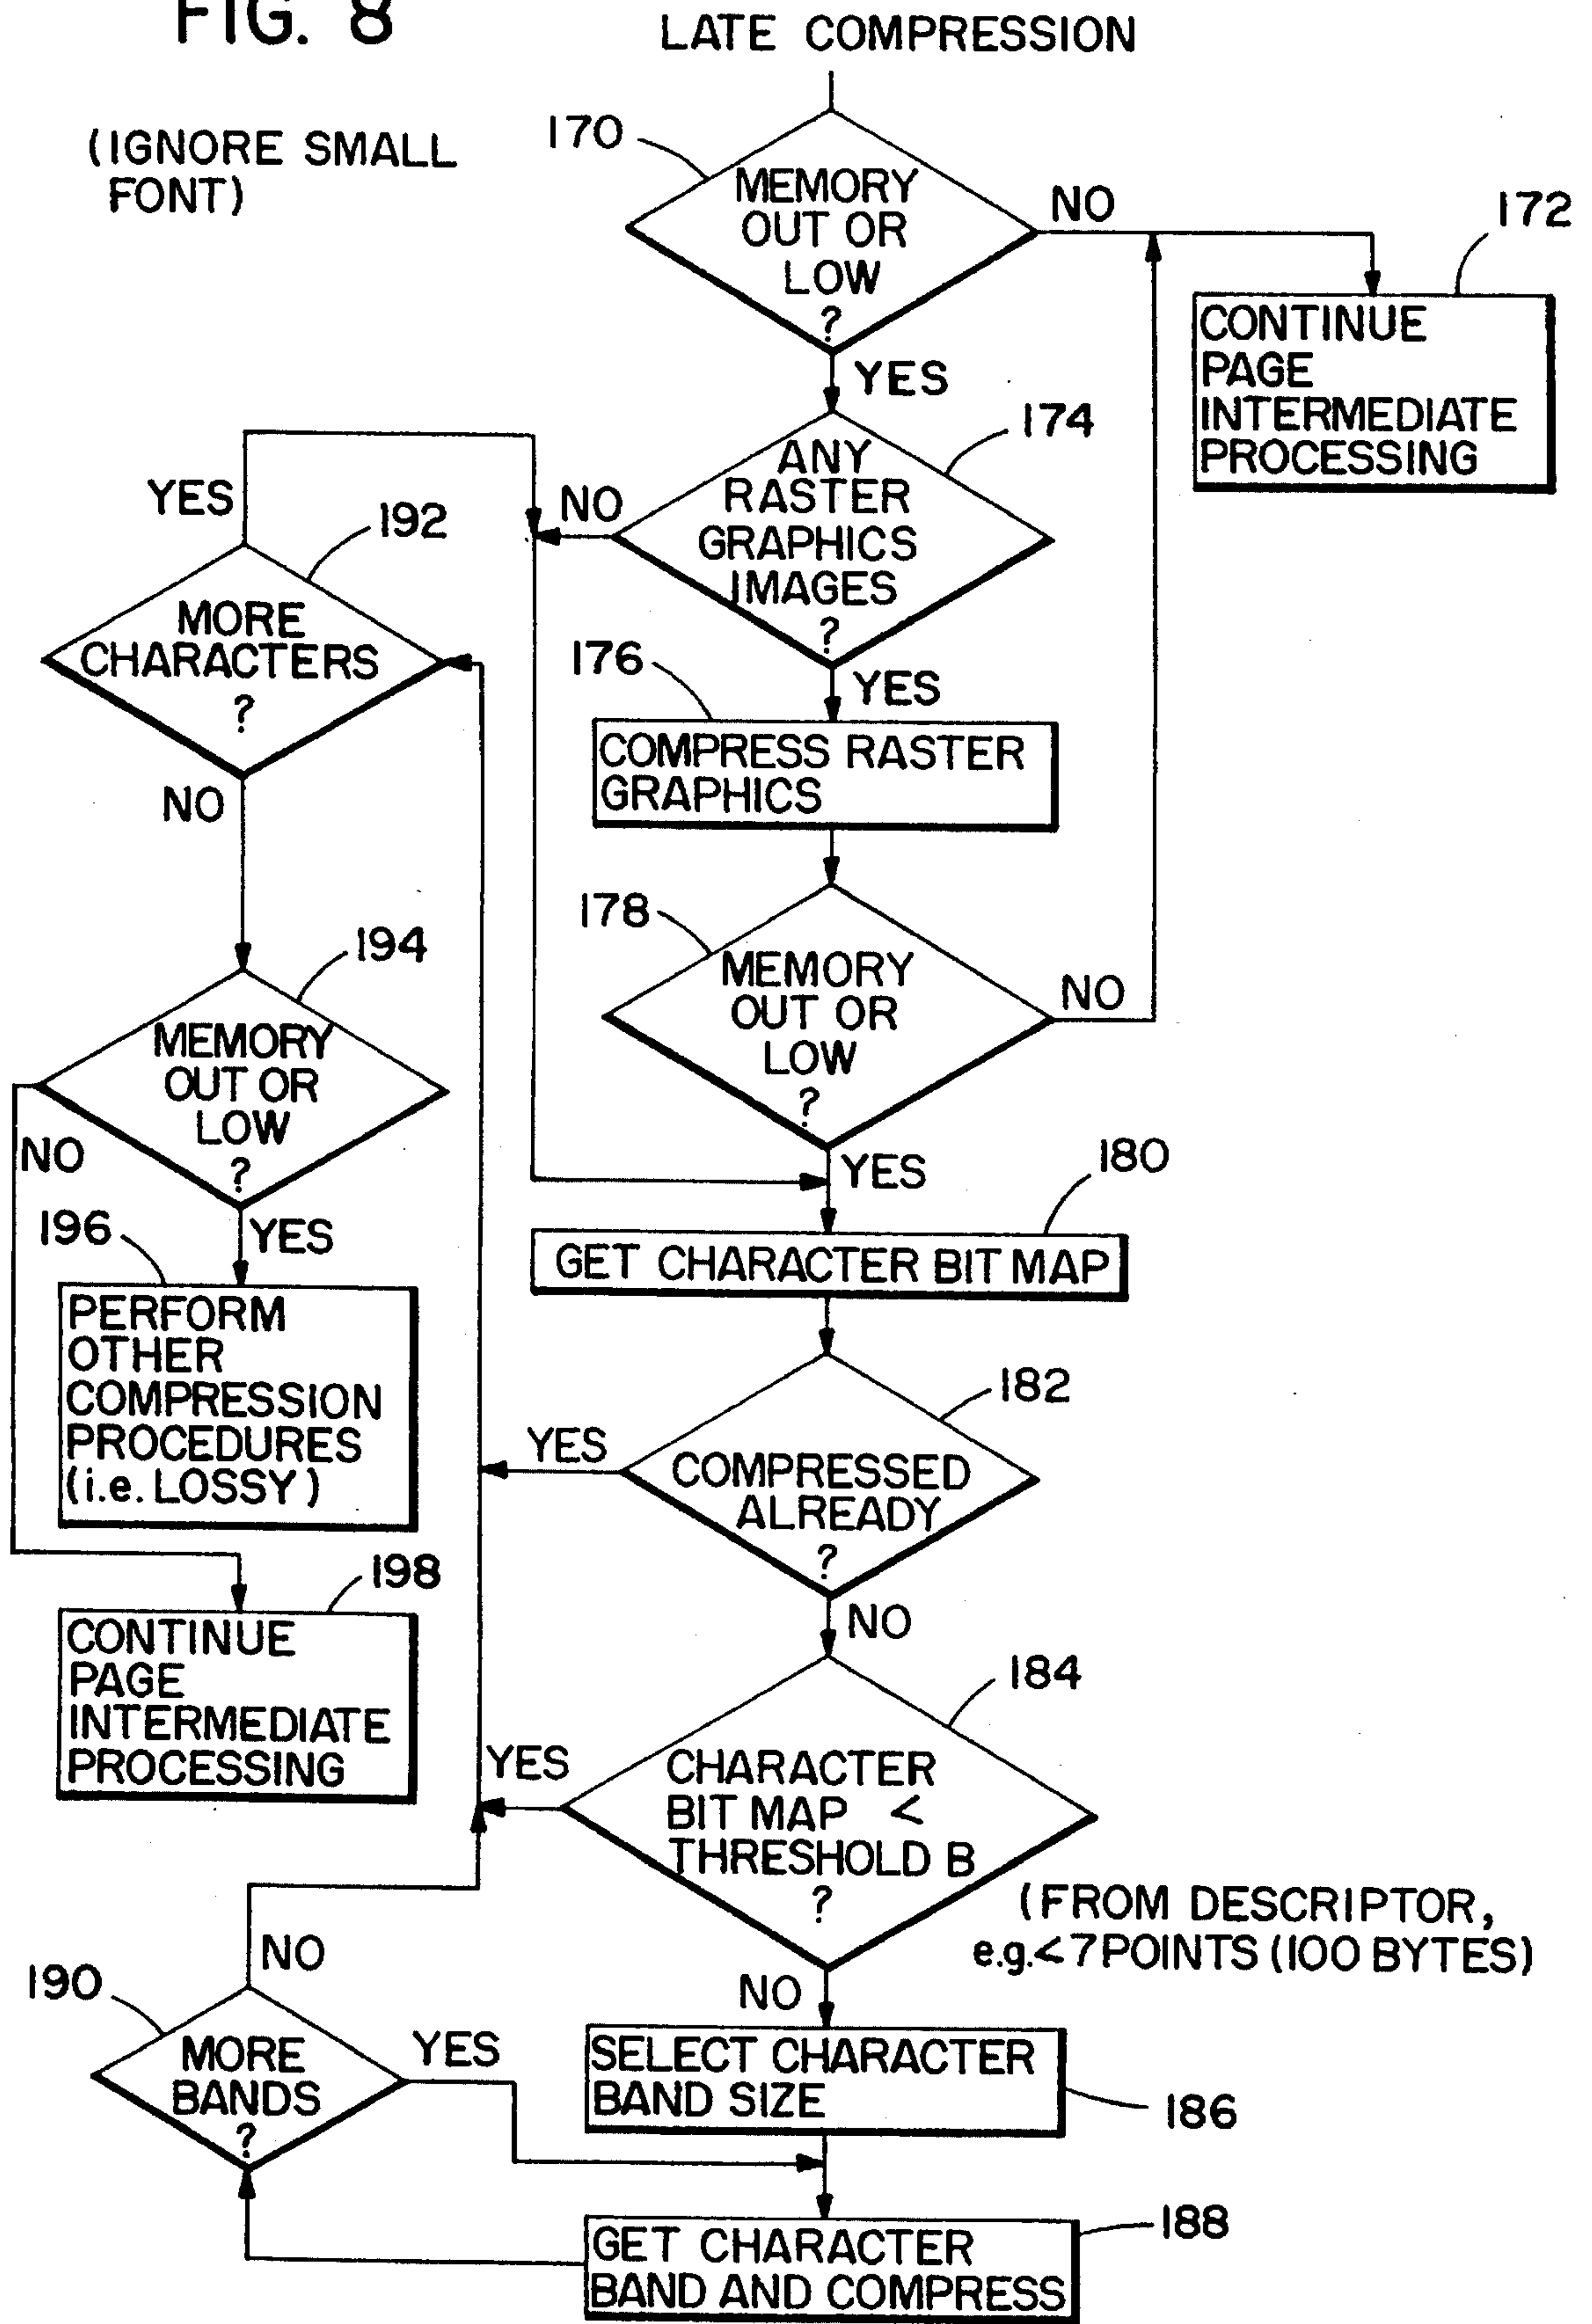 FIG. 8
LATE COMPRESSION
(IGNORE SMALL
FONT)
170
MEMORY
OUT OR
LOW
?
NO
172
CONTINUE
PAGE
INTERMEDIATE
PROCESSING
YES
174
ANY
RASTER
GRAPHICS
IMAGES
?
NO
YES
192
MORE
CHARACTERS
?
176
YES
COMPRESS RASTER
GRAPHICS
NO
178
MEMORY
OUT OR
LOW
?
NO
194
MEMORY
OUT OR
LOW
?
NO
YES
180
GET CHARACTER BIT MAP
196
YES
PERFORM
OTHER
COMPRESSION
PROCEDURES
(i.e. LOSSY)
182
YES
COMPRESSED
ALREADY
?
198
NO
CONTINUE
PAGE
INTERMEDIATE
PROCESSING
184
YES
CHARACTER
BIT MAP <
THRESHOLD B
?
(FROM DESCRIPTOR,
e.g.<7POINTS (100 BYTES)
NO
190
NO
MORE
BANDS
?
YES
SELECT CHARACTER
BAND SIZE
186
188
GET CHARACTER
BAND AND COMPRESS